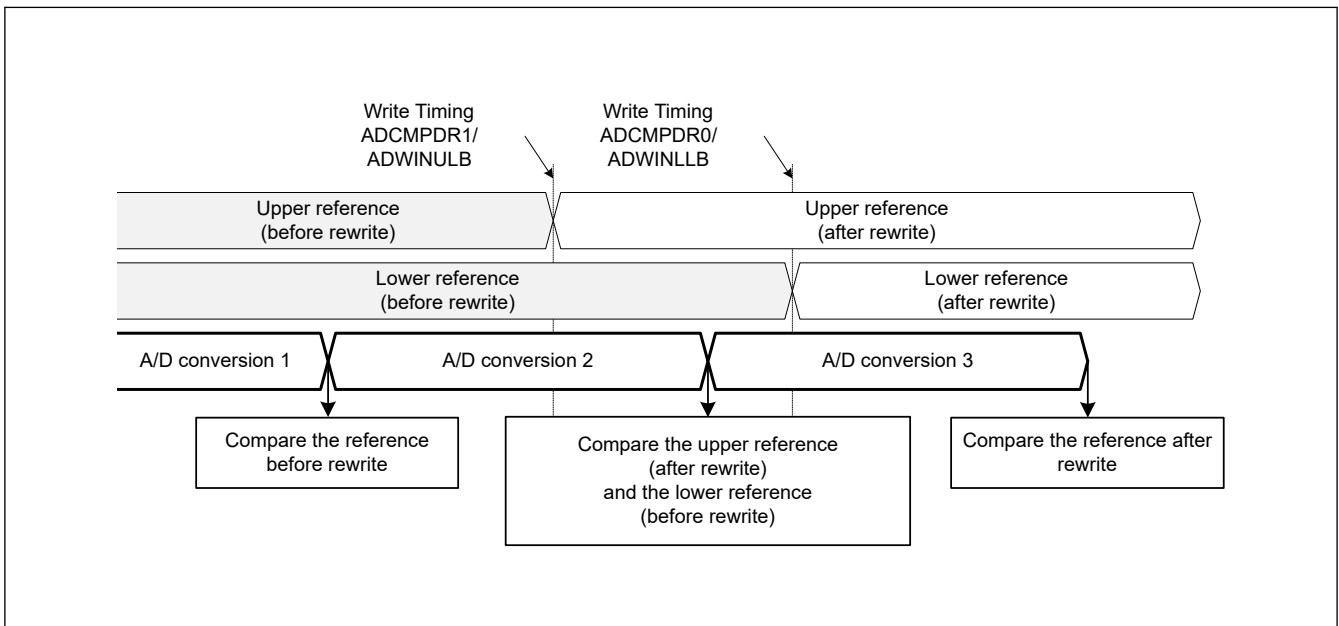 Write Timing
ADCMPDR1/
ADWINULB
Write Timing
ADCMPDR0/
ADWINLLB
Upper reference
(before rewrite)
Upper reference
(after rewrite)
Lower reference
(before rewrite)
Lower reference
(after rewrite)
A/D conversion 1
A/D conversion 2
A/D conversion 3
Compare the reference
before rewrite
Compare the upper reference
(after rewrite)
and the lower reference
(before rewrite)
Compare the reference after
rewrite